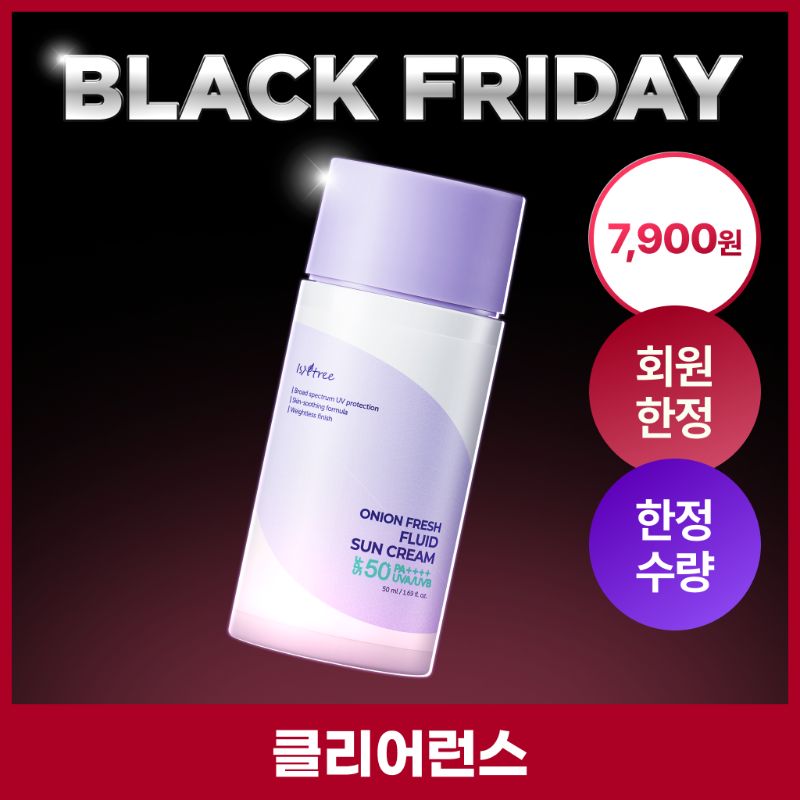 BLACK FRIDAY
7,900원
회원
한정
한정
수량
Isntree
Broad spectrum UV protection
Skin-soothing formula
Weightless finish
ONION FRESH
FLUID
SUN CREAM
SPF 50+ PA++++
UVA/UVB
50 ml / 1.69 fl. oz.
클리어런스